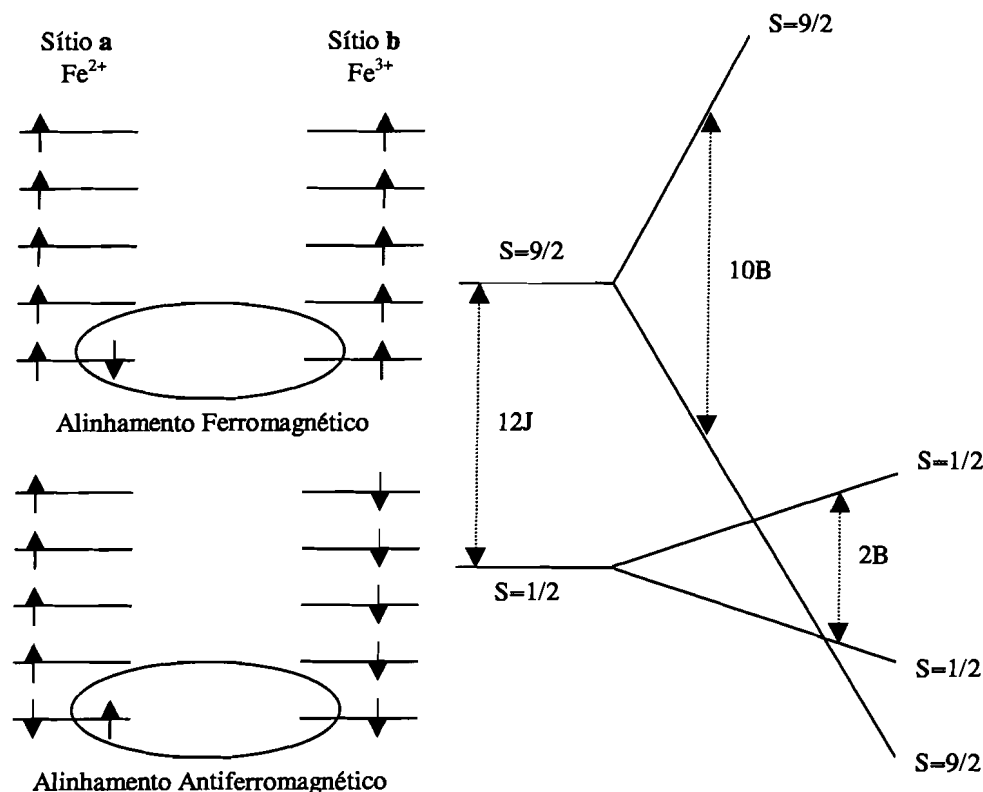 Sítio a
Fe²⁺
Sítio b
Fe³⁺
Alinhamento Ferromagnético
Alinhamento Antiferromagnético
S=9/2
S=9/2
10B
12J
S=1/2
S=1/2
2B
S=1/2
S=9/2